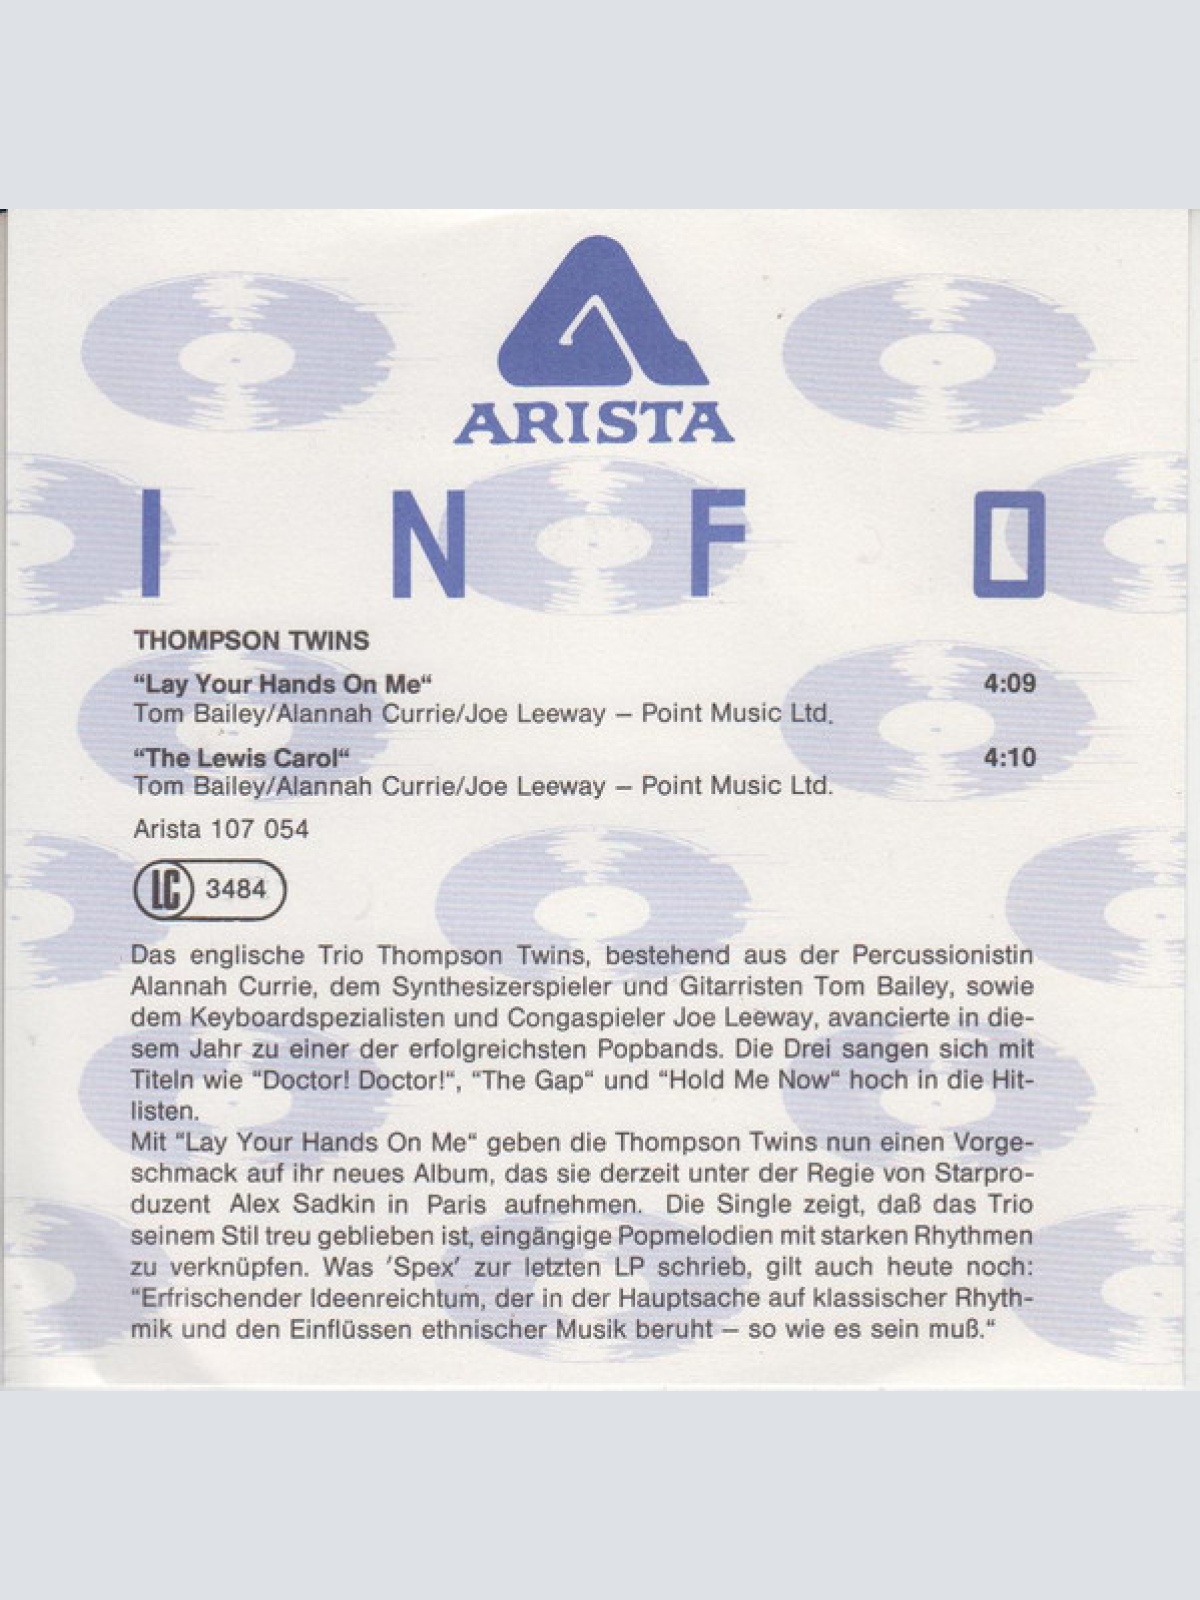 ARISTA
INFO
THOMPSON TWINS
“Lay Your Hands On Me“ 4:09
Tom Bailey/Alannah Currie/Joe Leeway – Point Music Ltd.
“The Lewis Carol“ 4:10
Tom Bailey/Alannah Currie/Joe Leeway – Point Music Ltd.
Arista 107 054
LC 3484
Das englische Trio Thompson Twins, bestehend aus der Percussionistin
Alannah Currie, dem Synthesizerspieler und Gitarristen Tom Bailey, sowie
dem Keyboardspezialisten und Congaspieler Joe Leeway, avancierte in die-
sem Jahr zu einer der erfolgreichsten Popbands. Die Drei sangen sich mit
Titeln wie “Doctor! Doctor!“, “The Gap“ und “Hold Me Now“ hoch in die Hit-
listen.
Mit “Lay Your Hands On Me“ geben die Thompson Twins nun einen Vorge-
schmack auf ihr neues Album, das sie derzeit unter der Regie von Starpro-
duzent Alex Sadkin in Paris aufnehmen. Die Single zeigt, daß das Trio
seinem Stil treu geblieben ist, eingängige Popmelodien mit starken Rhythmen
zu verknüpfen. Was ’Spex’ zur letzten LP schrieb, gilt auch heute noch:
“Erfrischender Ideenreichtum, der in der Hauptsache auf klassischer Rhyth-
mik und den Einflüssen ethnischer Musik beruht – so wie es sein muß.“